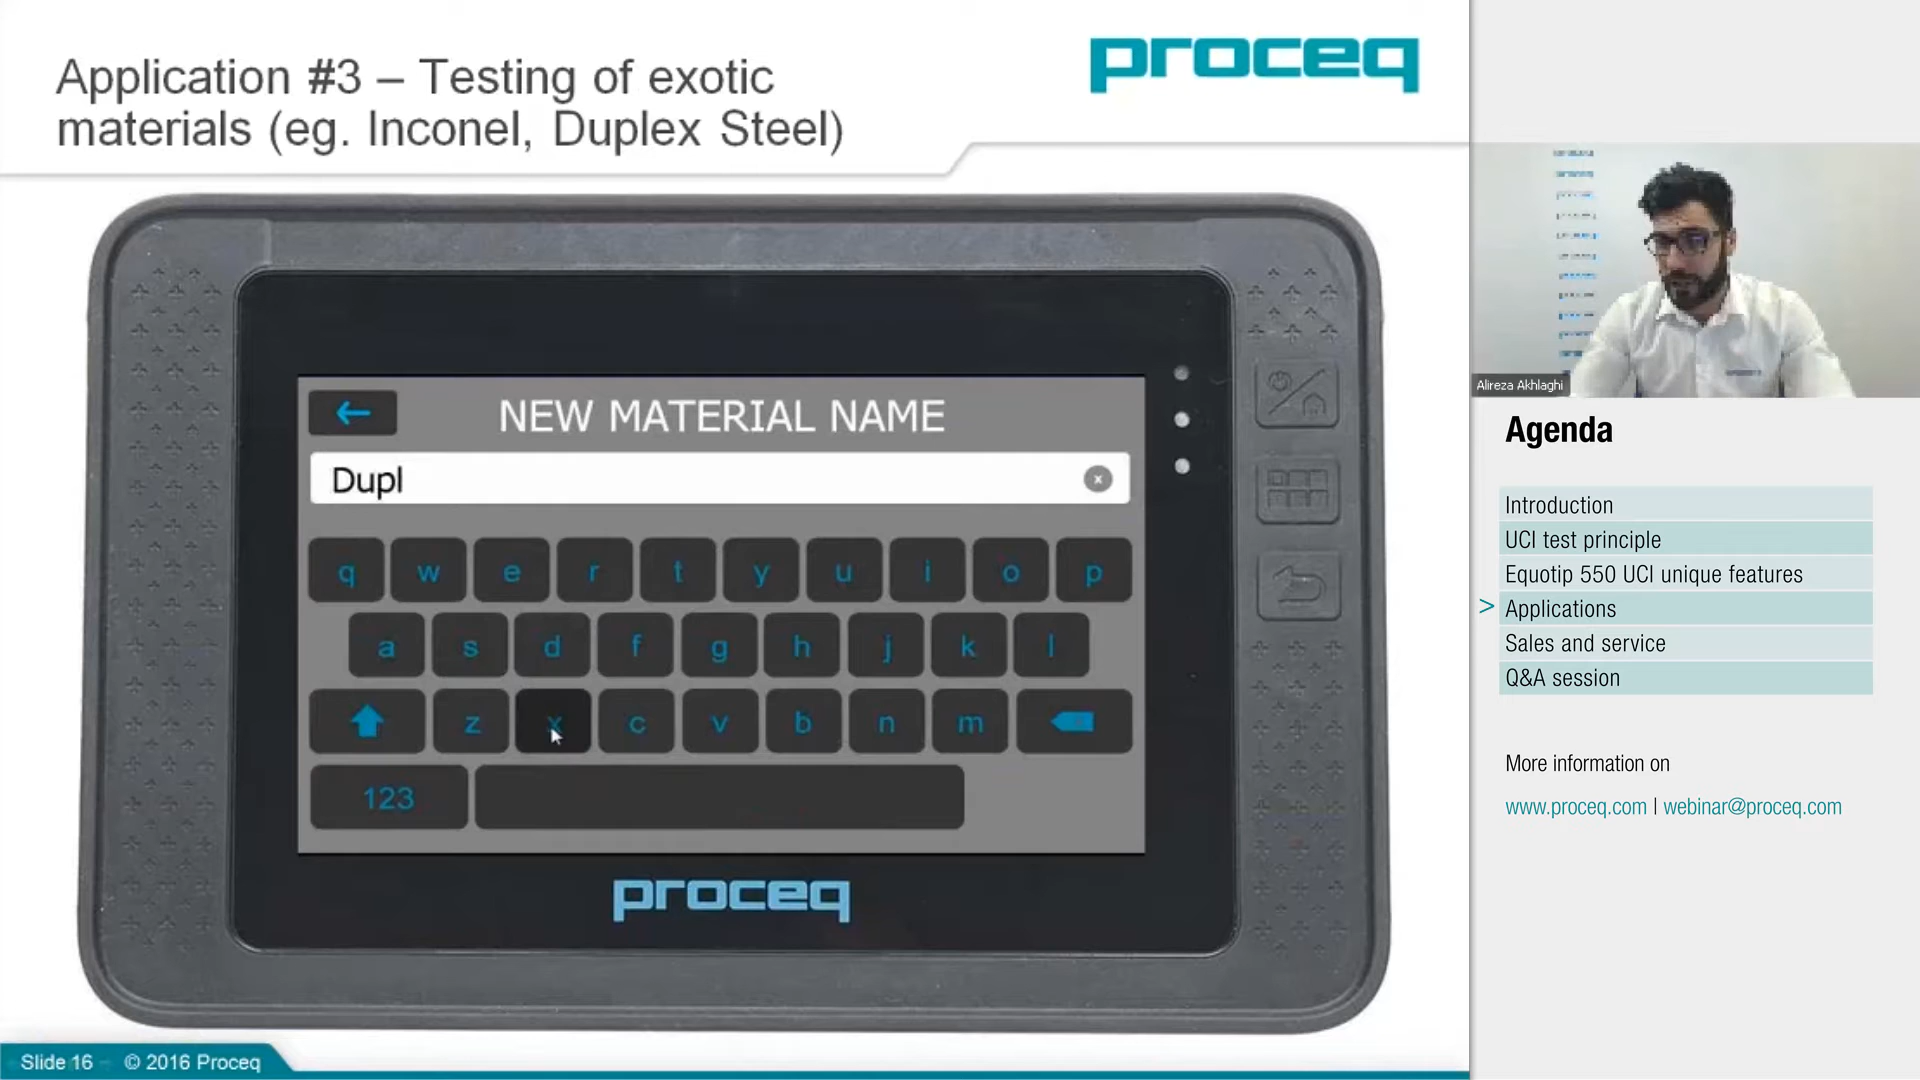 Application #3 – Testing of exotic
materials (eg. Inconel, Duplex Steel)
proceq
NEW MATERIAL NAME
Dupl
q w e r t y u i o p
a s d f g h j k l
z x c v b n m
123
proceq
Slide 16 - © 2016 Proceq
Alireza Akhlaghi
Agenda
Introduction
UCI test principle
Equotip 550 UCI unique features
> Applications
Sales and service
Q&A session
More information on
www.proceq.com | webinar@proceq.com